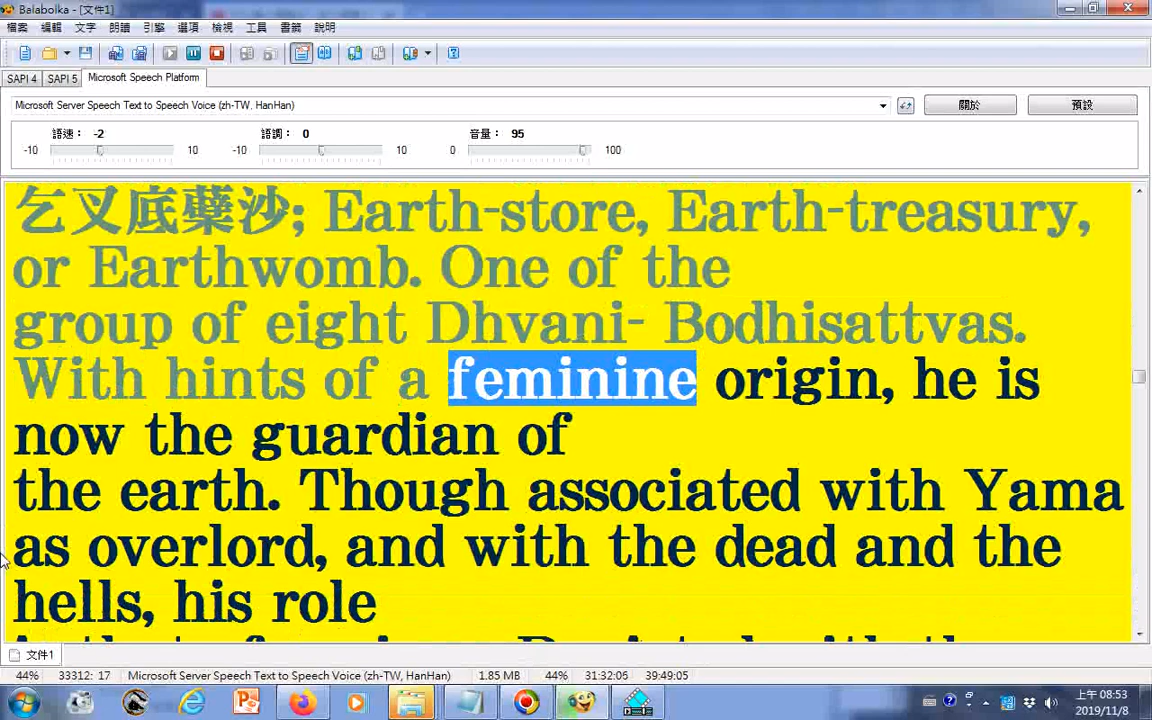 Balabolka - [文件1]
檔案 編輯 文字 朗讀 引擎 選項 檢視 工具 書籤 說明
SAPI 4 SAPI 5 Microsoft Speech Platform
Microsoft Server Speech Text to Speech Voice (zh-TW, HanHan) 關於 預設
語速： -2 語調： 0 音量： 95
-10 10 -10 10 0 100
乞叉底蘗沙; Earth-store, Earth-treasury,
or Earthwomb. One of the
group of eight Dhvani- Bodhisattvas.
With hints of a feminine origin, he is
now the guardian of
the earth. Though associated with Yama
as overlord, and with the dead and the
hells, his role
文件1
44% 33312: 17 Microsoft Server Speech Text to Speech Voice (zh-TW, HanHan) 1.85 MB 44% 31:32:05 39:49:05
上午 08:53
2019/11/8